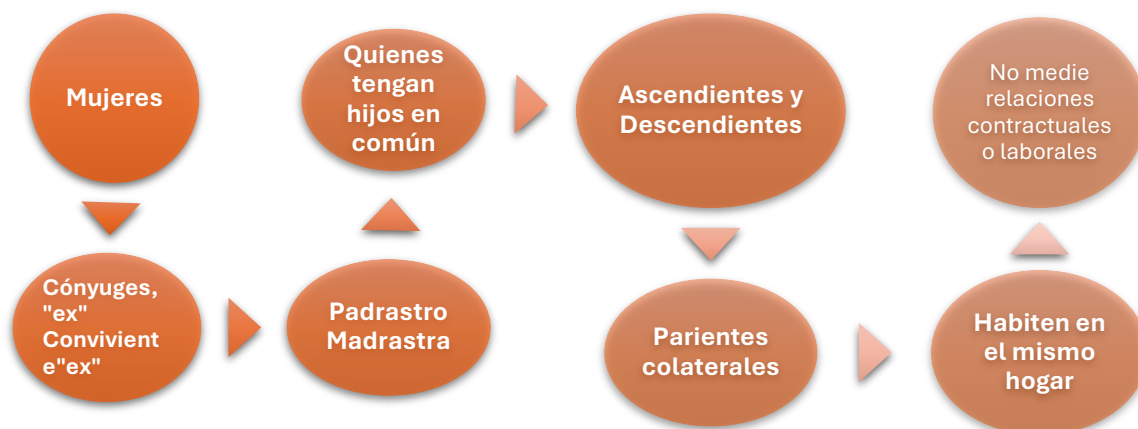 Mujeres
Cónyuges,
"ex"
Convivient
e"ex"
Padrastro
Madrastra
Quienes
tengan
hijos en
común
Ascendientes y
Descendientes
Parientes
colaterales
Habiten en
el mismo
hogar
No medie
relaciones
contractuales
o laborales